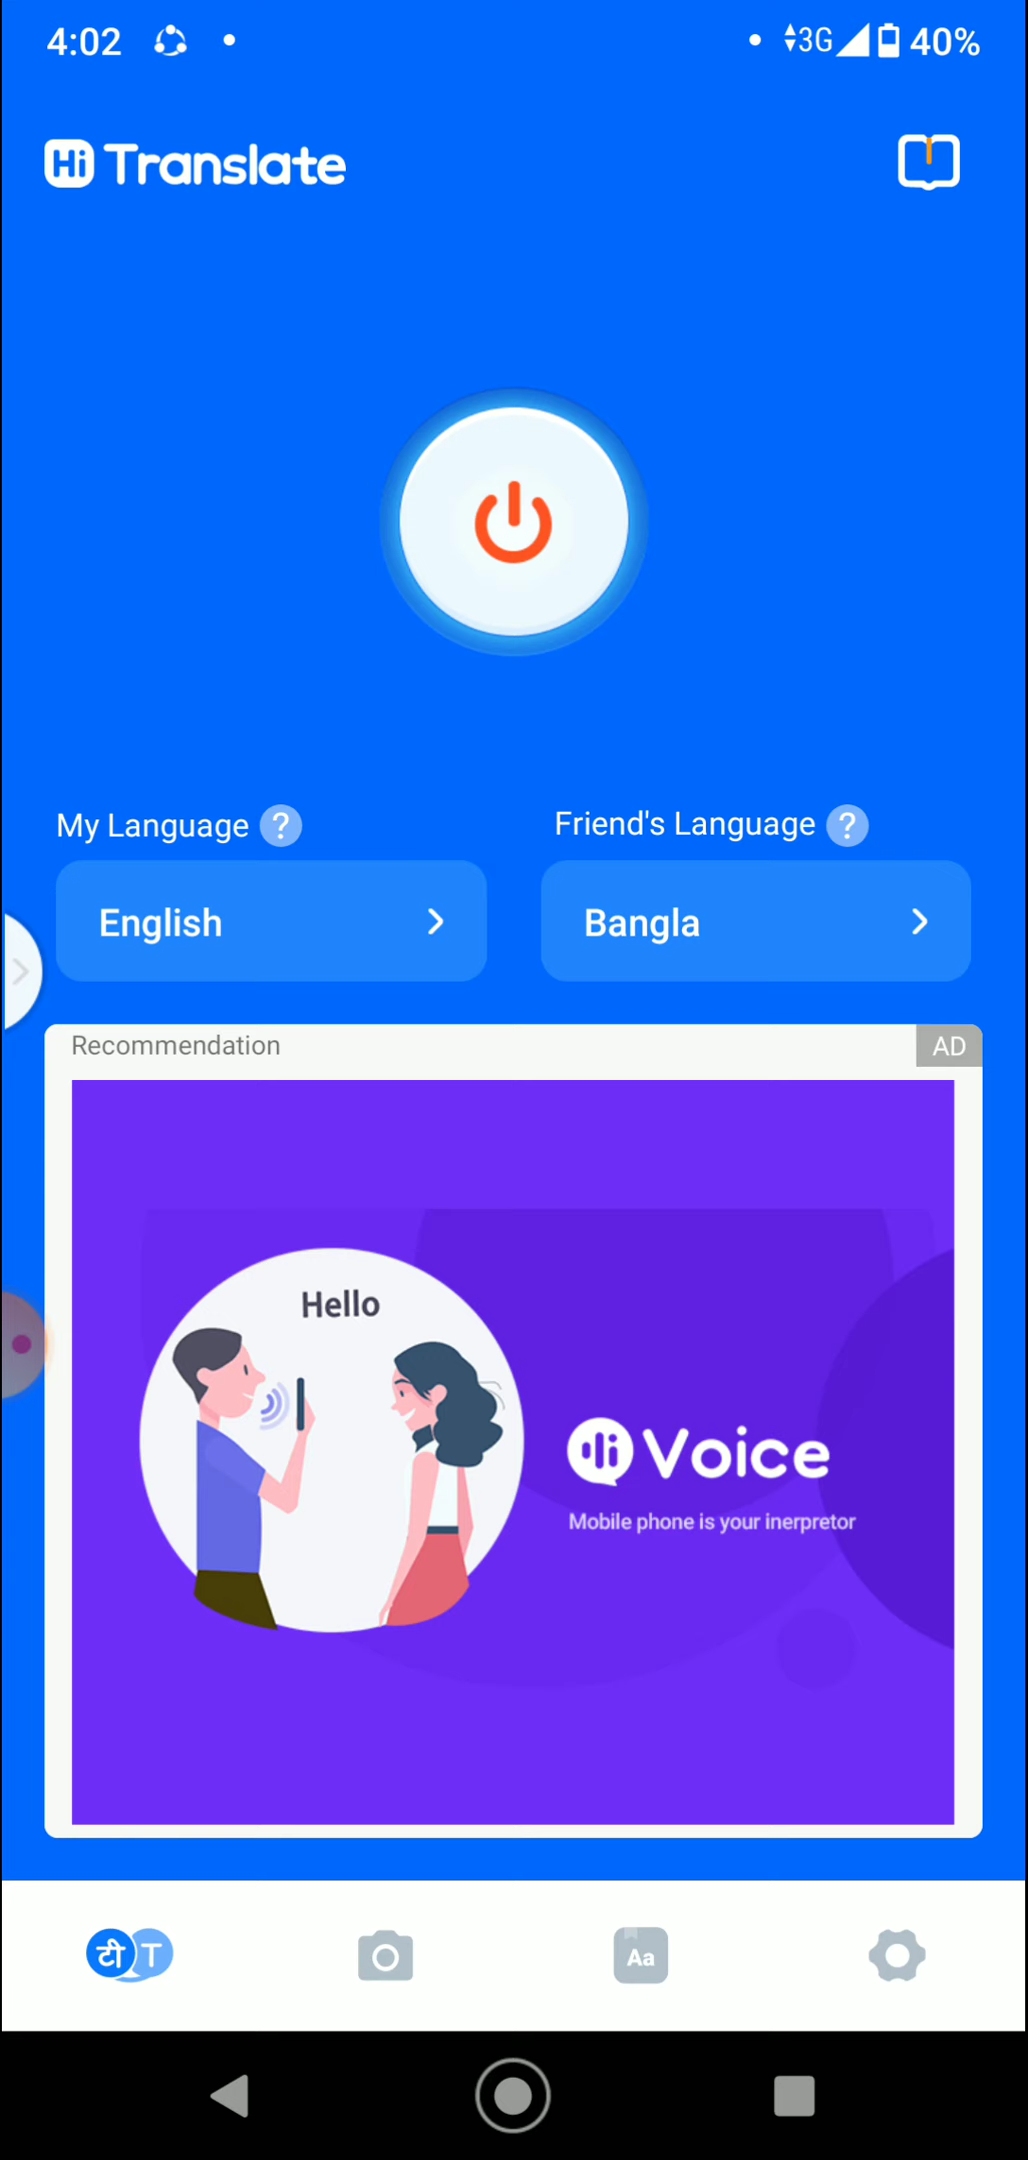 4:02
3G 40%
Hi Translate
My Language ?
Friend's Language ?
English
Bangla
Recommendation
AD
Hello
Hi Voice
Mobile phone is your inerpretor
टी T
Aa